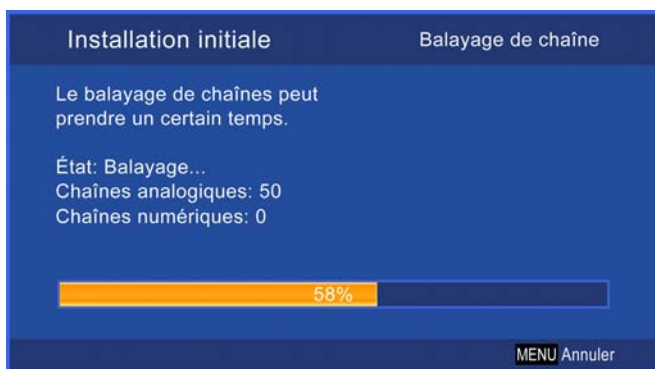 Installation initiale
Balayage de chaîne
Le balayage de chaînes peut
prendre un certain temps.
État: Balayage...
Chaînes analogiques: 50
Chaînes numériques: 0
58%
MENU Annuler